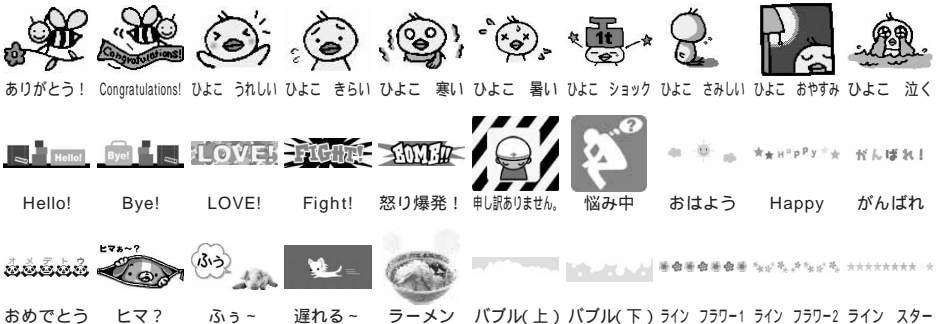 Congratulations!
1t
ありがとう！ Congratulations! ひよこ うれしい ひよこ きらい ひよこ 寒い ひよこ 暑い ひよこ ショック ひよこ さみしい ひよこ おやすみ ひよこ 泣く
Hello! Bye! LOVE! FIGHT! BOMB!! ? HAPPY がんばれ！
Hello! Bye! LOVE! Fight! 怒り爆発！ 申し訳ありません。 悩み中 おはよう Happy がんばれ
オメデトウ ヒマぁ〜？ ふぅ
おめでとう ヒマ？ ふぅ～ 遅れる～ ラーメン バブル(上) バブル(下) ライン フラワー1 ライン フラワー2 ライン スター